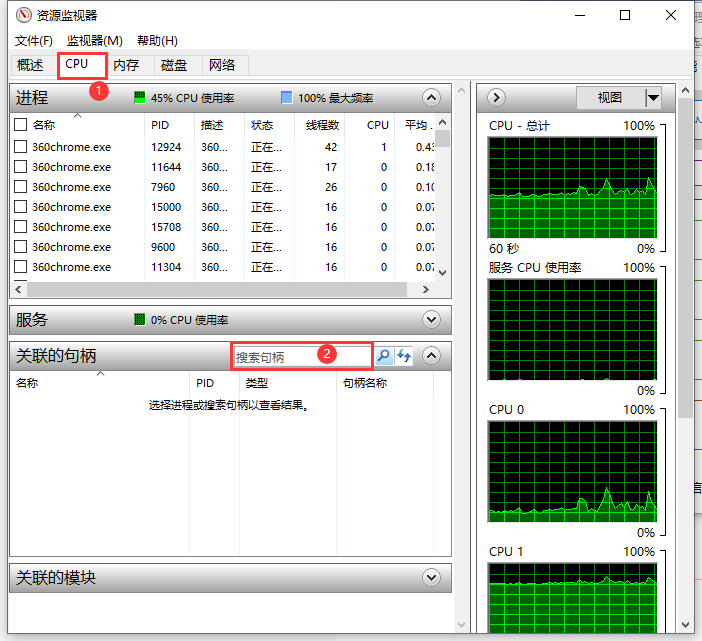 资源监视器
文件(F) 监视器(M) 帮助(H)
概述 CPU 内存 磁盘 网络
1
进程 45% CPU 使用率 100% 最大频率
名称 PID 描述 状态 线程数 CPU 平均 ..
360chrome.exe 12924 360... 正在... 42 1 0.43
360chrome.exe 11644 360... 正在... 17 0 0.18
360chrome.exe 7960 360... 正在... 26 0 0.10
360chrome.exe 15000 360... 正在... 16 0 0.07
360chrome.exe 15708 360... 正在... 16 0 0.07
360chrome.exe 9600 360... 正在... 16 0 0.07
360chrome.exe 11304 360... 正在... 16 0 0.07
服务 0% CPU 使用率
关联的句柄 搜索句柄 2
名称 PID 类型 句柄名称
选择进程或搜索句柄以查看结果。
关联的模块
视图
CPU - 总计 100%
60 秒 0%
服务 CPU 使用率 100%
0%
CPU 0 100%
0%
CPU 1 100%